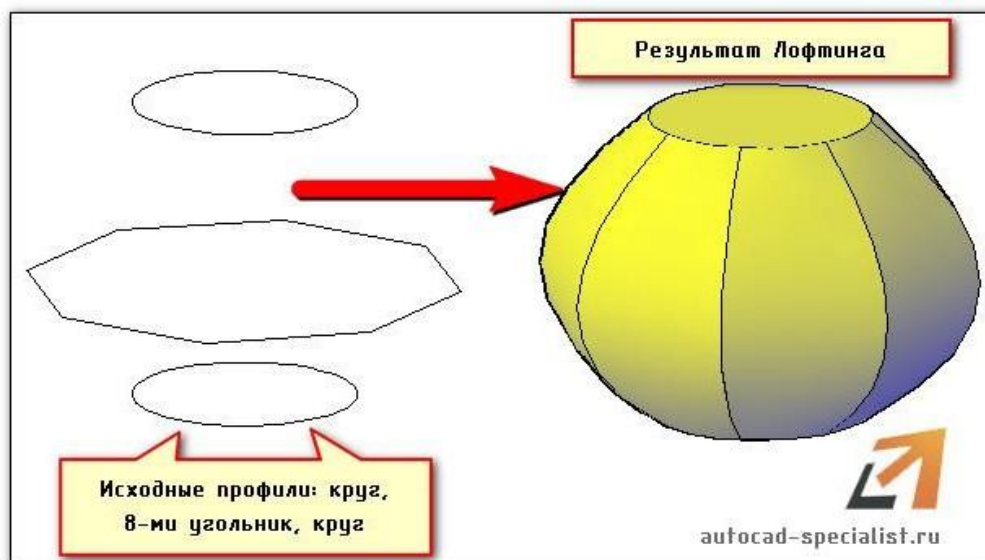 Результат Лофтинга
Исходные профили: круг,
8-ми угольник, круг
autocad-specialist.ru